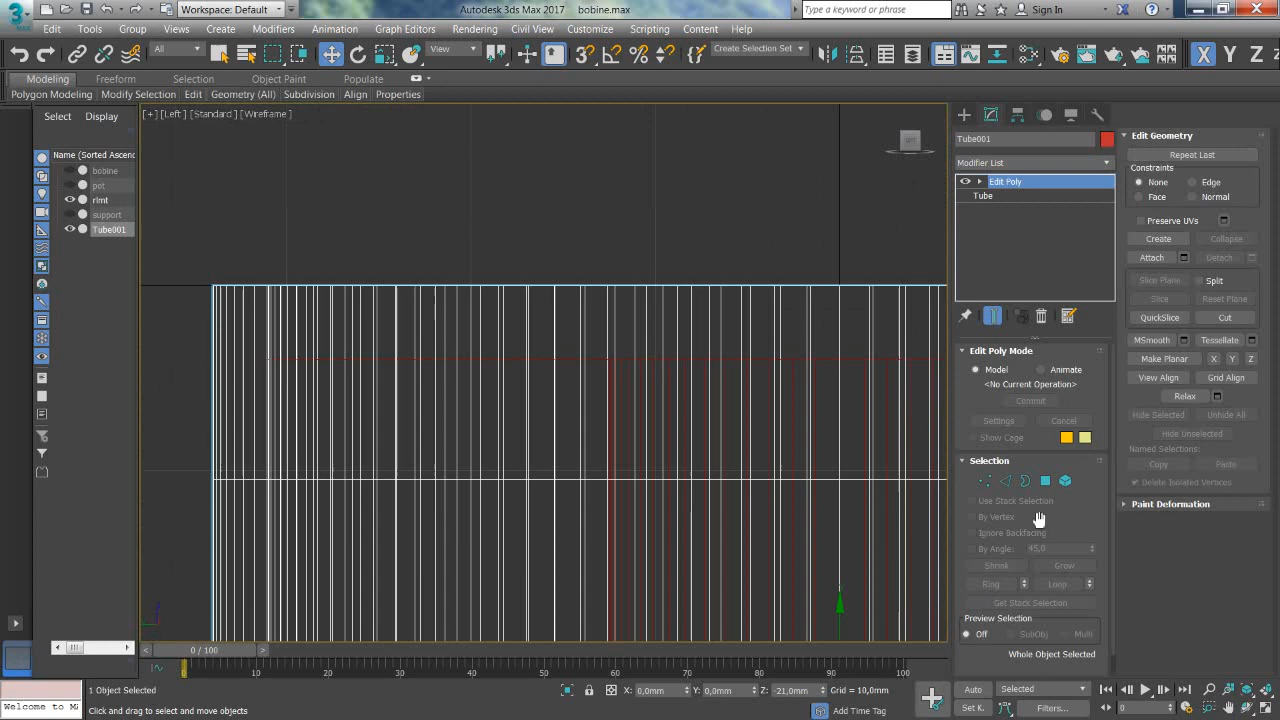 Workspace: Default
Autodesk 3ds Max 2017 bobine.max
Type a keyword or phrase
Sign In
Edit Tools Group Views Create Modifiers Animation Graph Editors Rendering Civil View Customize Scripting Content Help
All
View
Create Selection Set
X Y Z
Modeling Freeform Selection Object Paint Populate
Polygon Modeling Modify Selection Edit Geometry (All) Subdivision Align Properties
Select Display
[+] [Left] [Standard] [Wireframe]
Name (Sorted Ascend
bobine
pot
rlmt
support
Tube001
Tube001
Modifier List
Edit Poly
Tube
Edit Poly Mode
Model Animate
<No Current Operation>
Commit
Settings Cancel
Show Cage
Selection
Use Stack Selection
By Vertex
Ignore Backfacing
By Angle: 45,0
Shrink Grow
Ring Loop
Get Stack Selection
Preview Selection
Off SubObj Multi
Whole Object Selected
Edit Geometry
Repeat Last
Constraints
None Edge
Face Normal
Preserve UVs
Create Collapse
Attach Detach
Slice Plane Split
Slice Reset Plane
QuickSlice Cut
MSmooth Tessellate
Make Planar X Y Z
View Align Grid Align
Relax
Hide Selected Unhide All
Hide Unselected
Named Selections:
Copy Paste
Delete Isolated Vertices
Paint Deformation
0 / 100
0 10 20 30 40 50 60 70 80 90 100
1 Object Selected
X: 0,0mm Y: 0,0mm Z: -21,0mm Grid = 10,0mm
Auto Selected
Welcome to M
Click and drag to select and move objects
Add Time Tag
Set K. Filters...
0